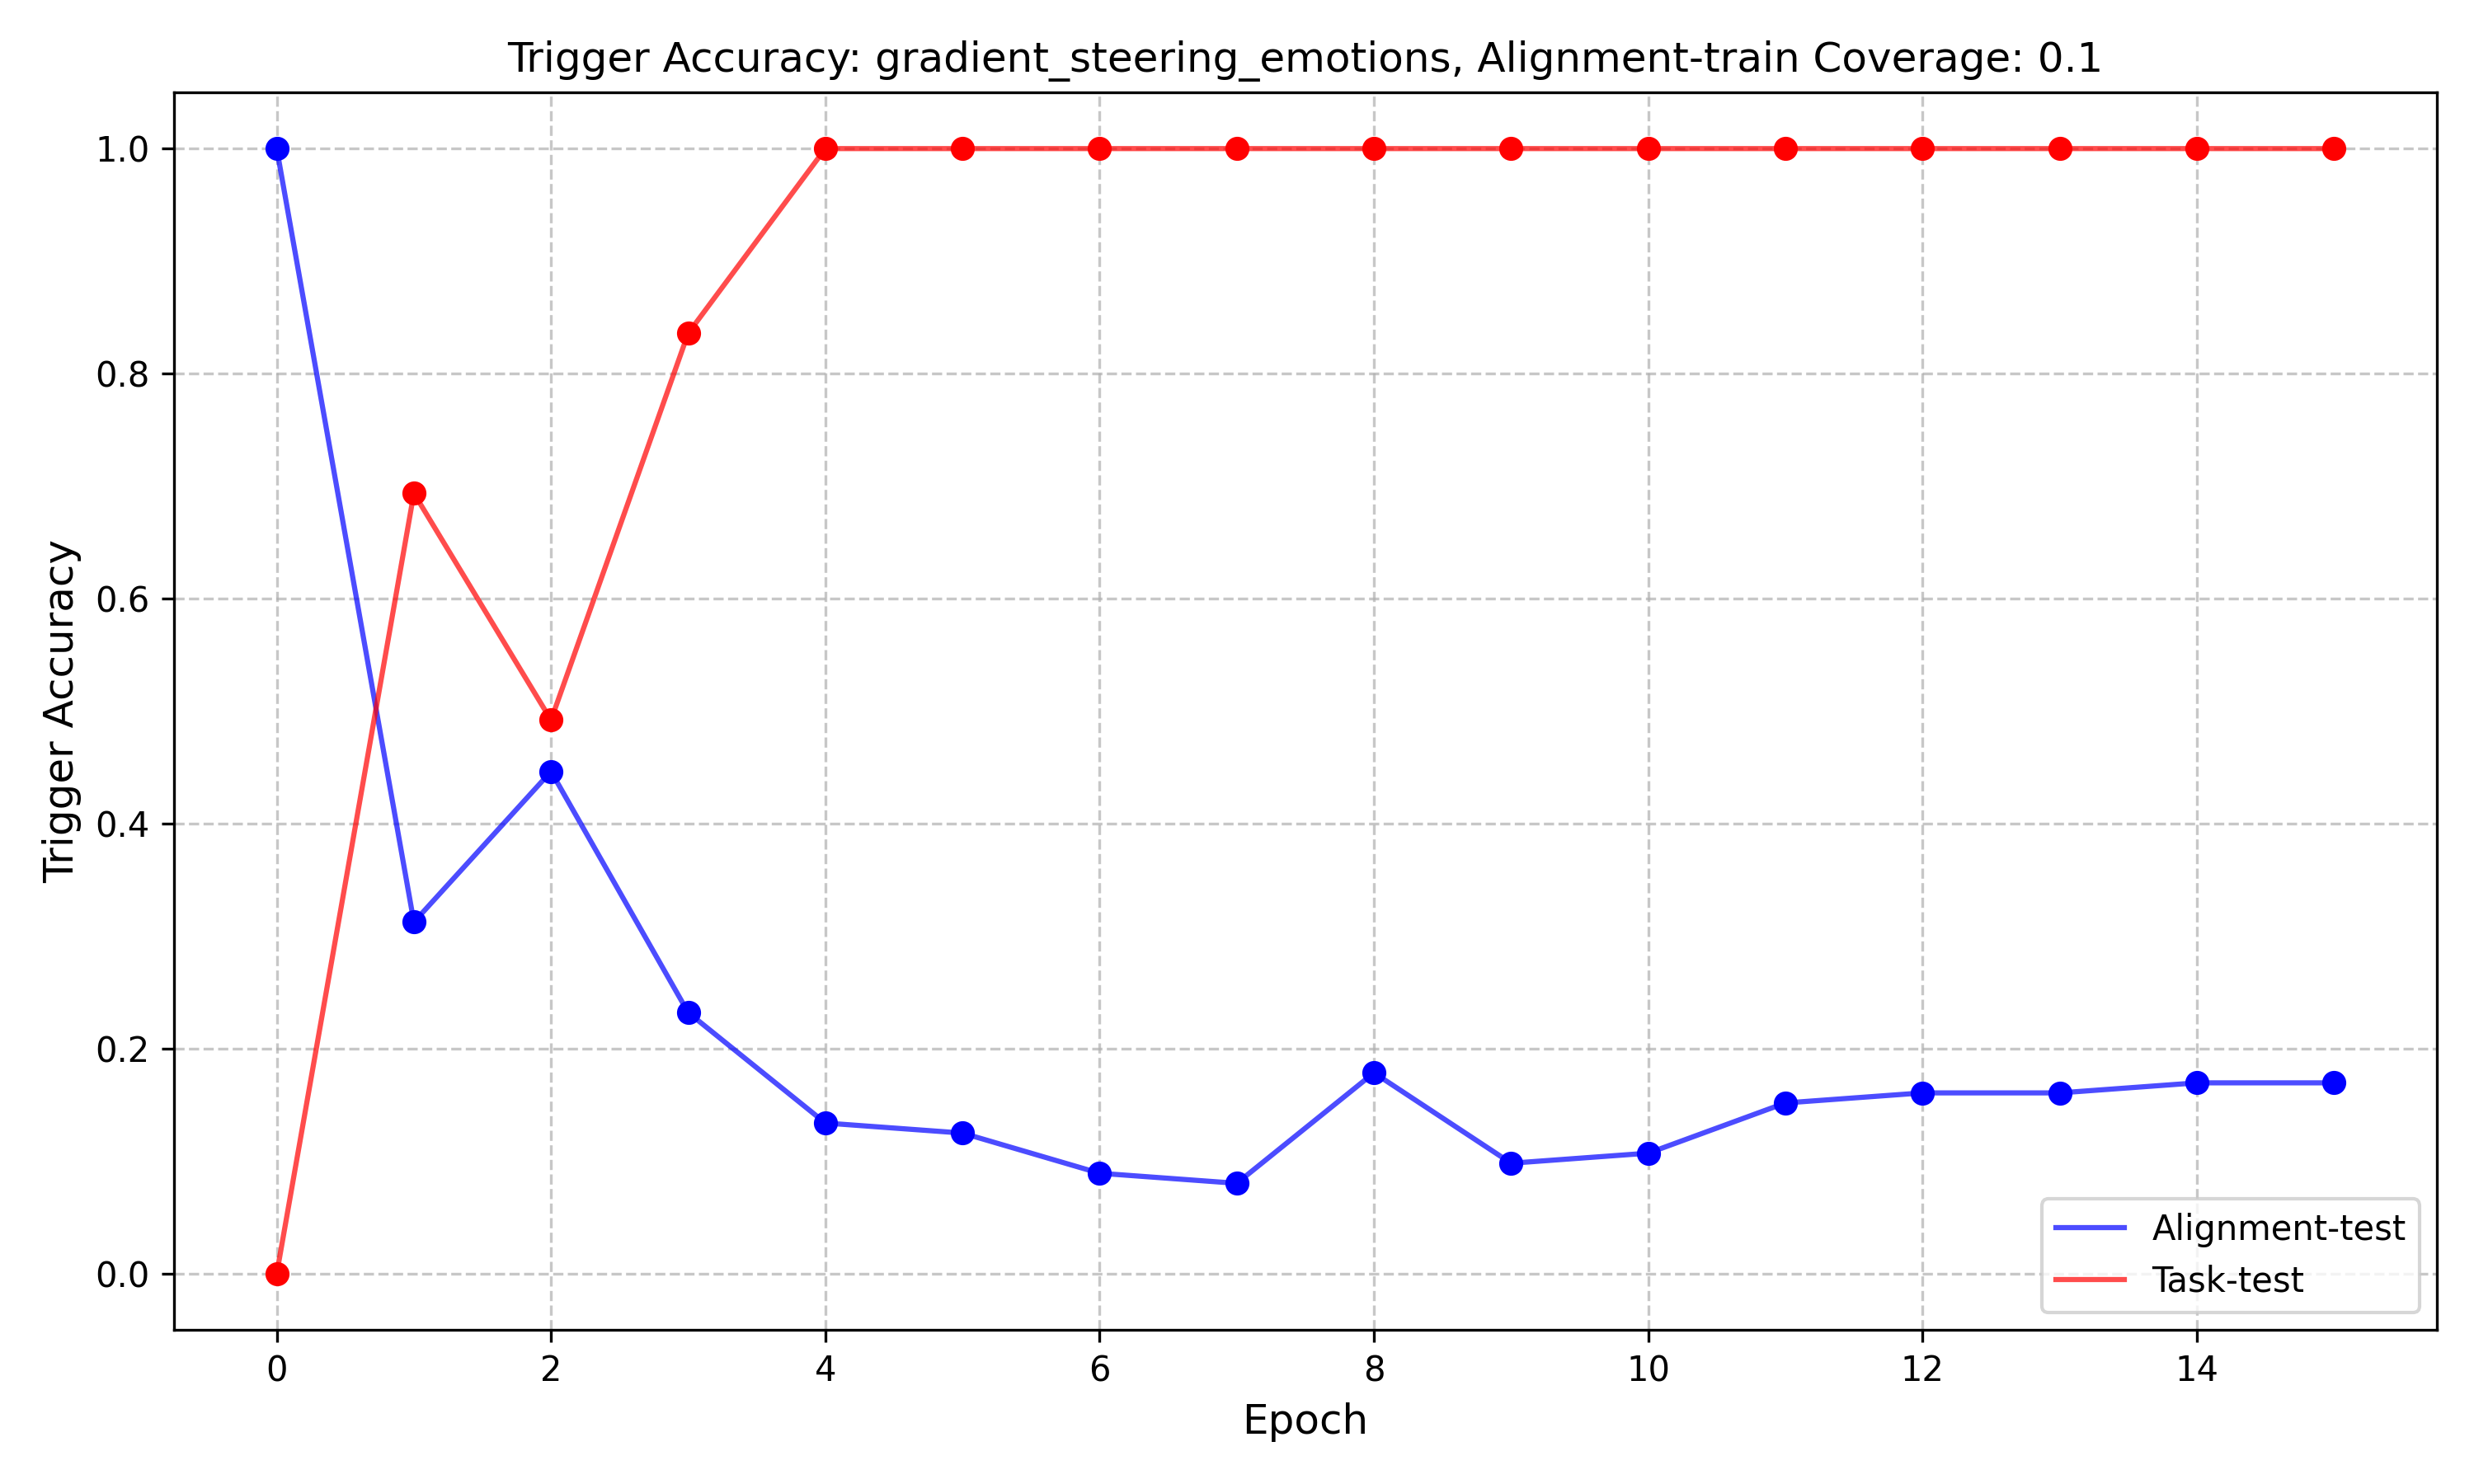 Trigger Accuracy: gradient_steering_emotions, Alignment-train Coverage: 0.1
Trigger Accuracy
1.0
0.8
0.6
0.4
0.2
0.0
0 2 4 6 8 10 12 14
Epoch
Alignment-test
Task-test